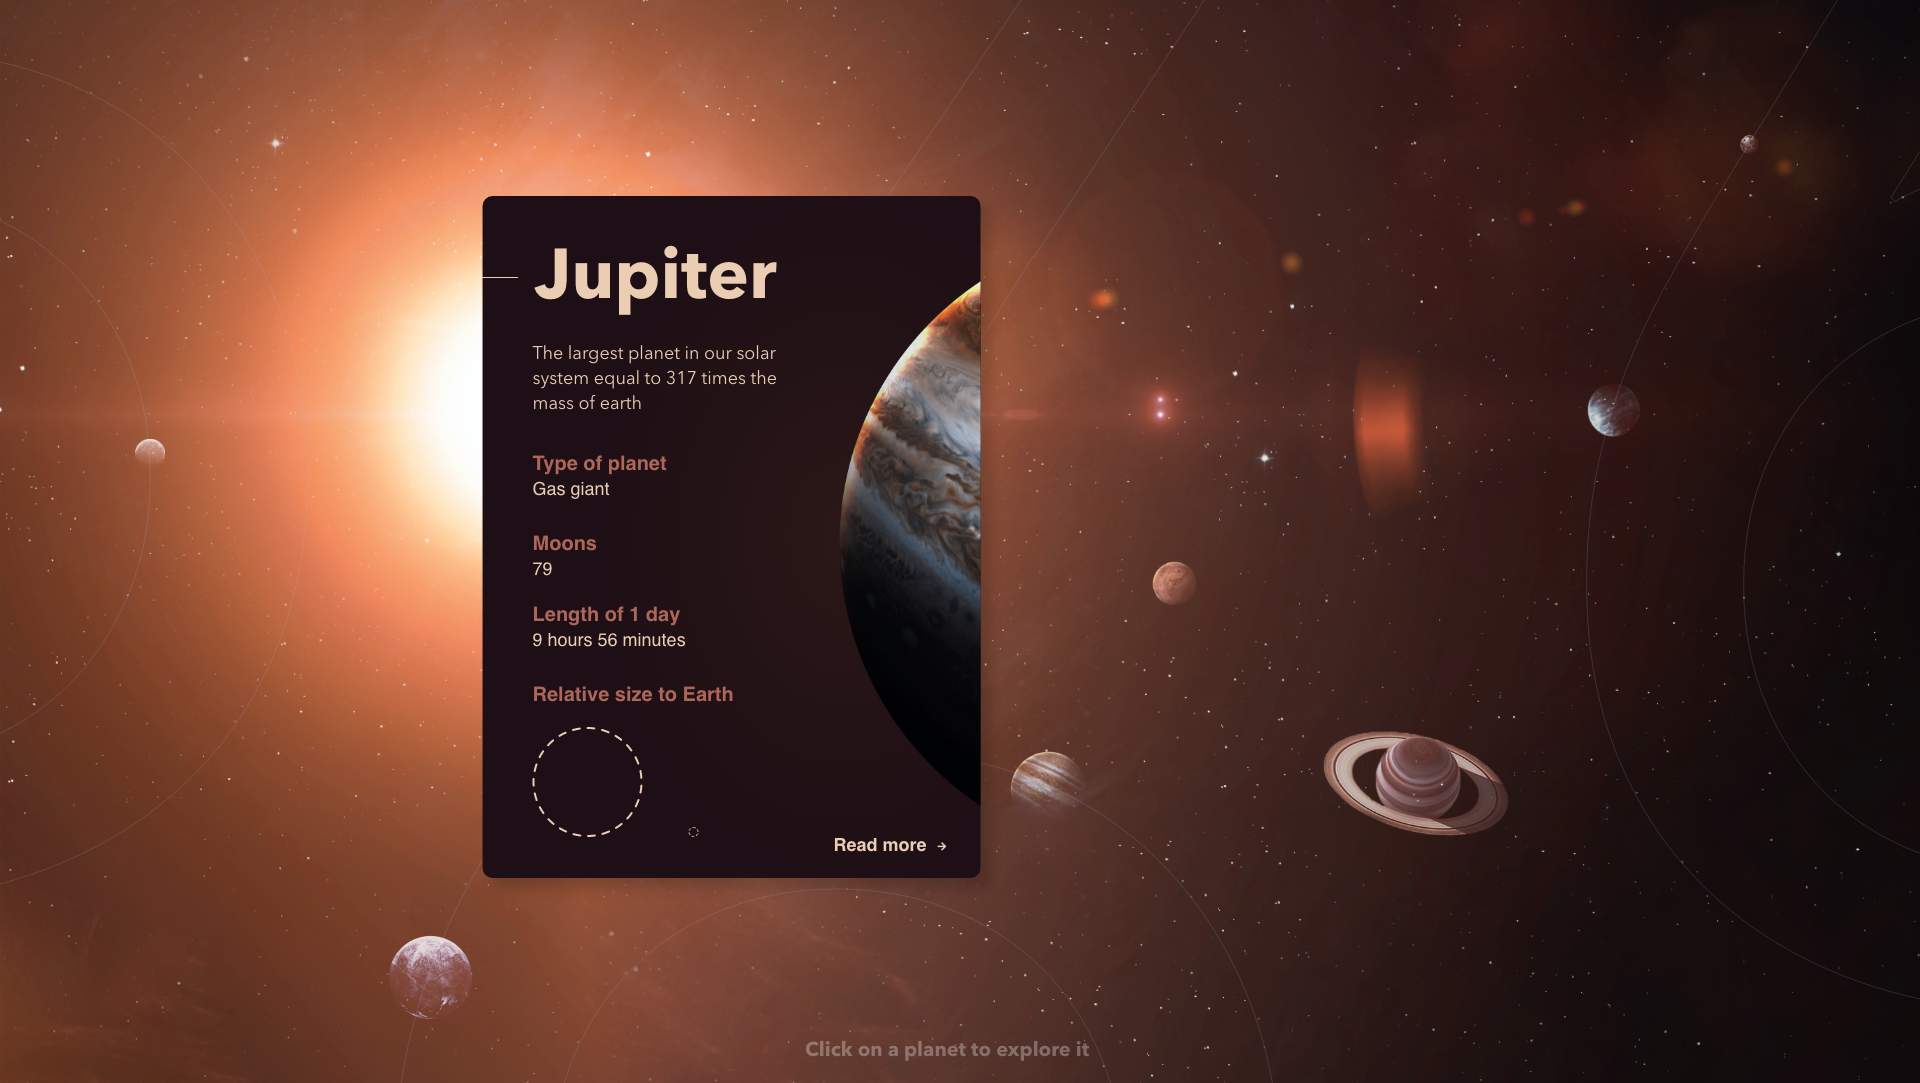 Jupiter
The largest planet in our solar
system equal to 317 times the
mass of earth
Type of planet
Gas giant
Moons
79
Length of 1 day
9 hours 56 minutes
Relative size to Earth
Read more →
Click on a planet to explore it